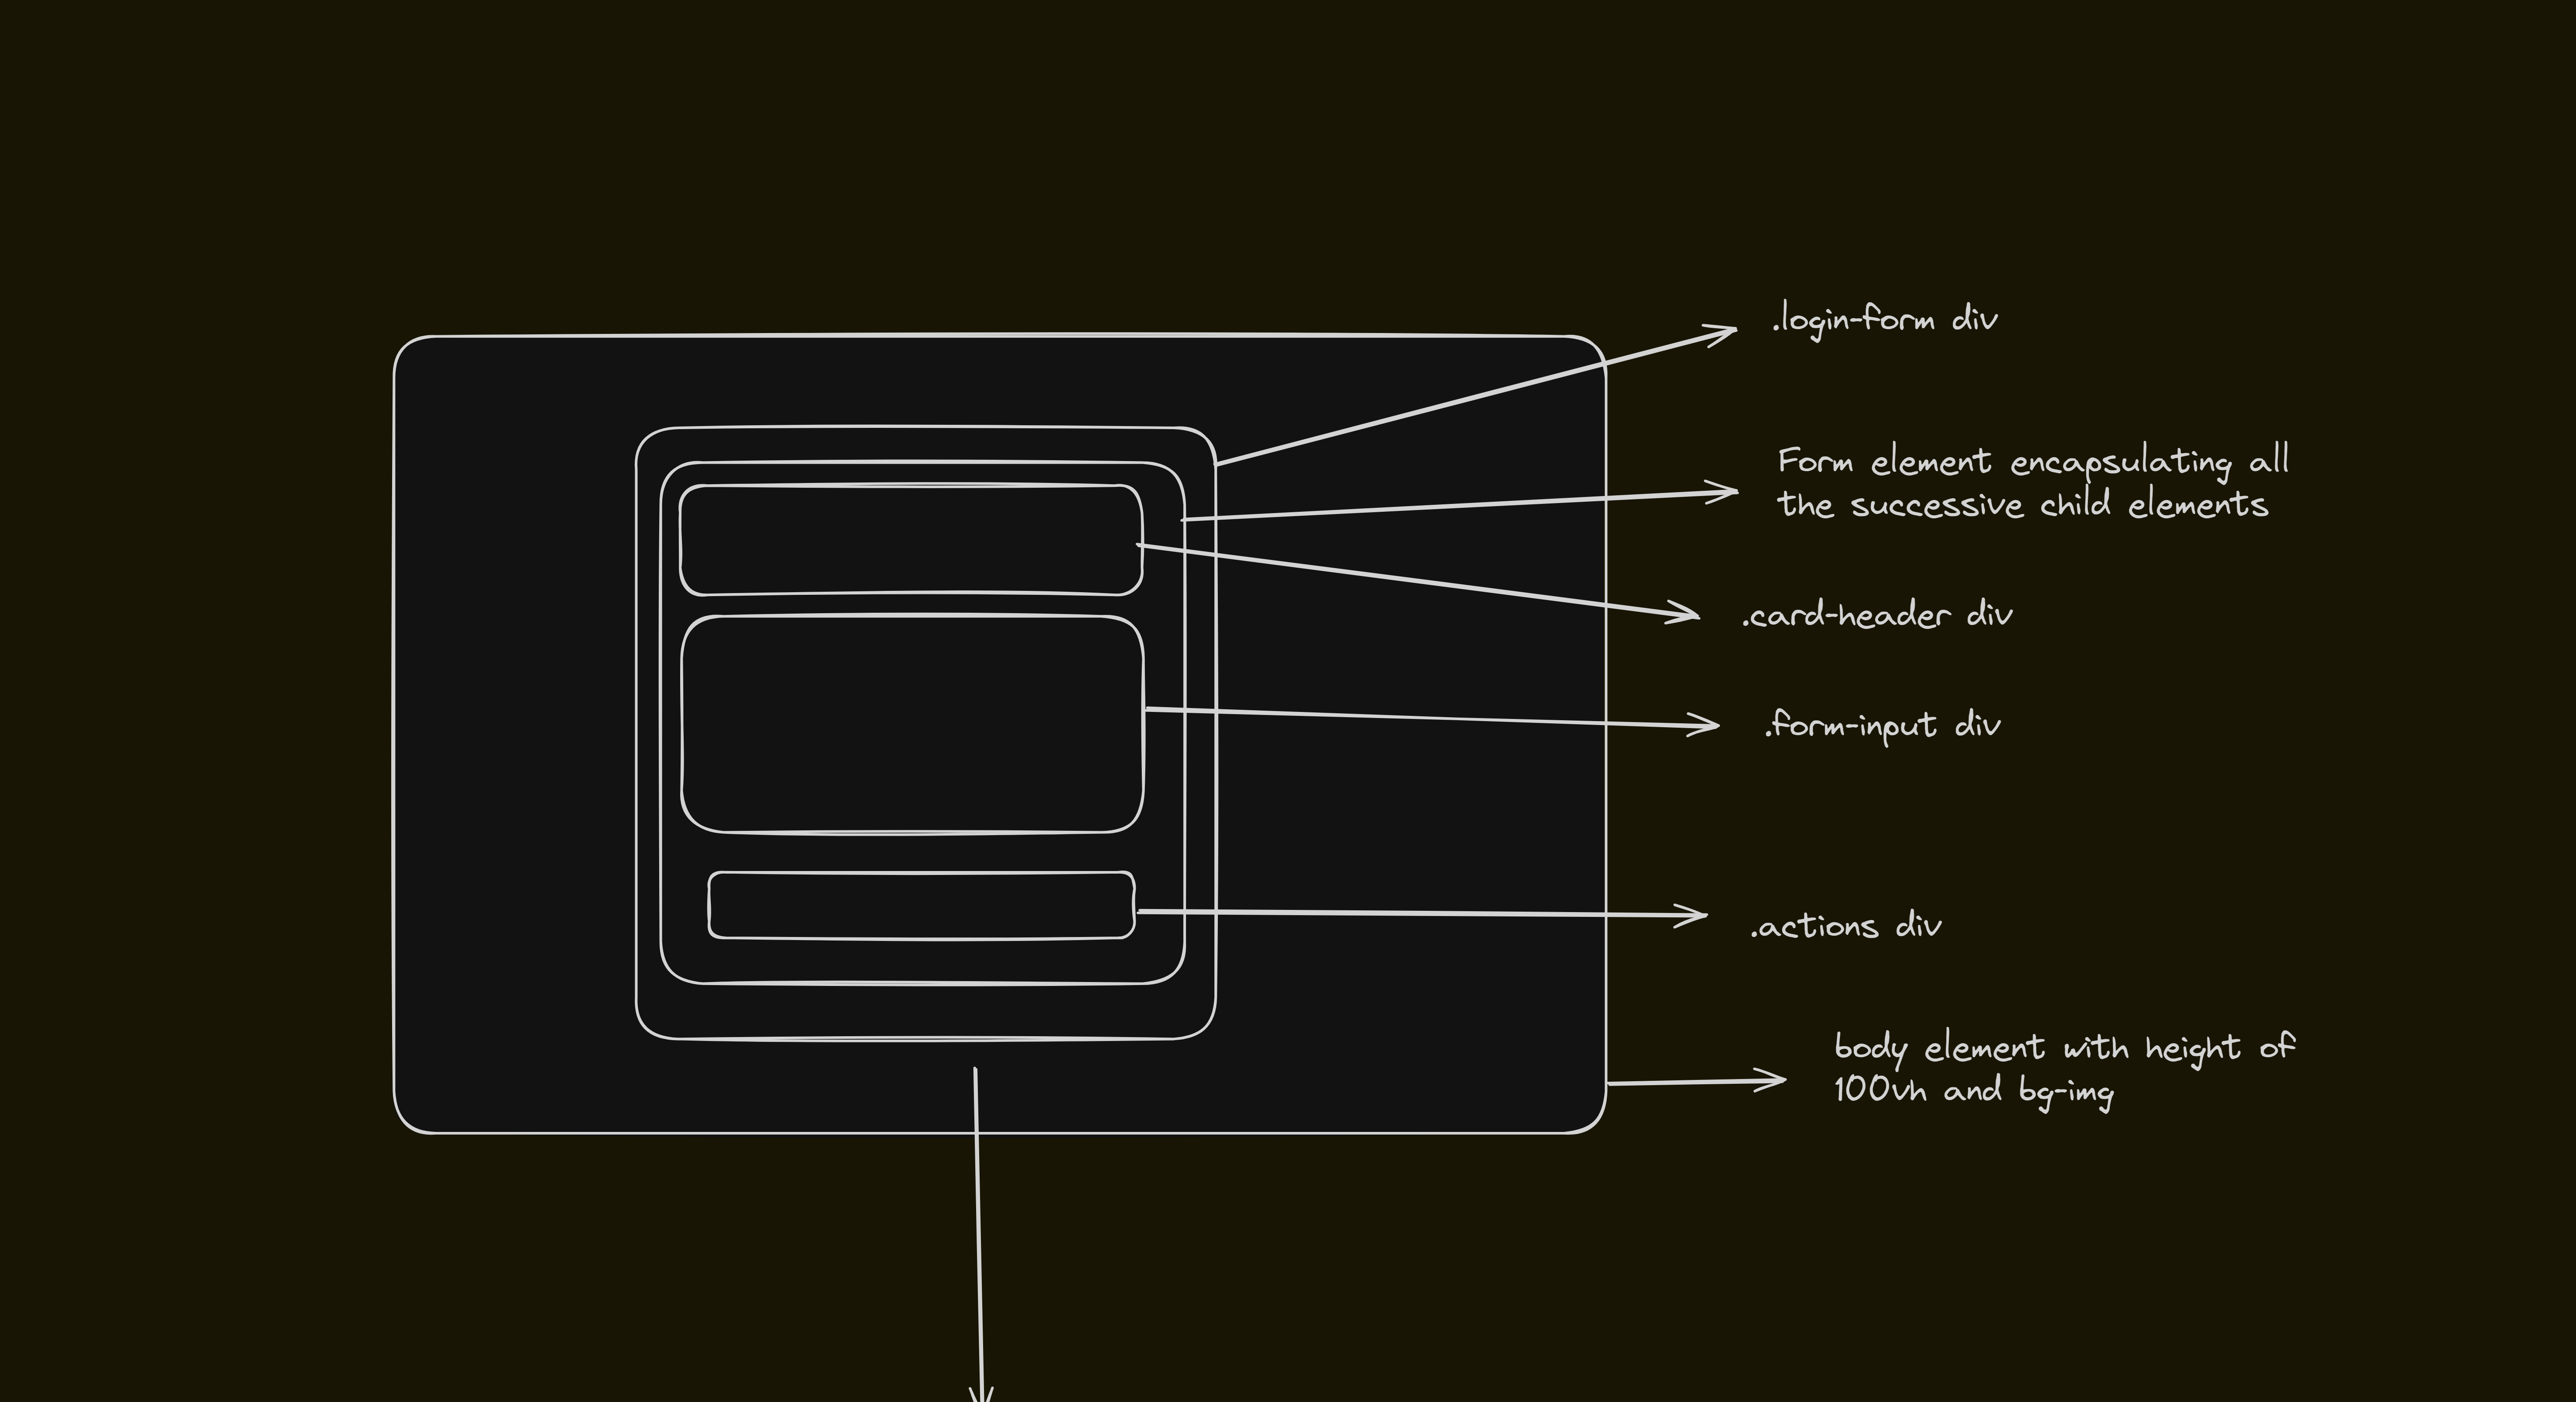 .login-form div
Form element encapsulating all
the successive child elements
.card-header div
.form-input div
.actions div
body element with height of
100vh and bg-img